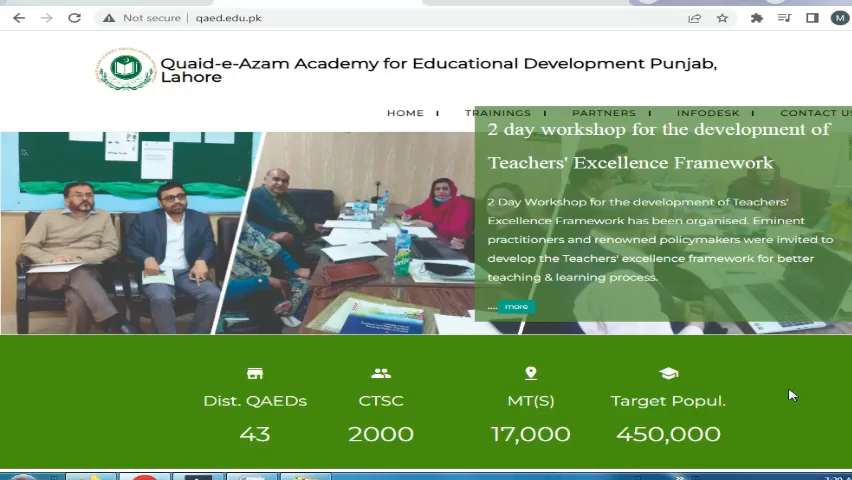 Not secure | qaed.edu.pk
M
Quaid-e-Azam Academy for Educational Development Punjab,
Lahore
HOME
TRAININGS
PARTNERS
INFODESK
CONTACT US
2 day workshop for the development of
Teachers' Excellence Framework
2 Day Workshop for the development of Teachers'
Excellence Framework has been organised. Eminent
practitioners and renowned policymakers were invited to
develop the Teachers' excellence framework for better
teaching & learning process.
.... more
Dist. QAEDs
CTSC
MT(S)
Target Popul.
43
2000
17,000
450,000